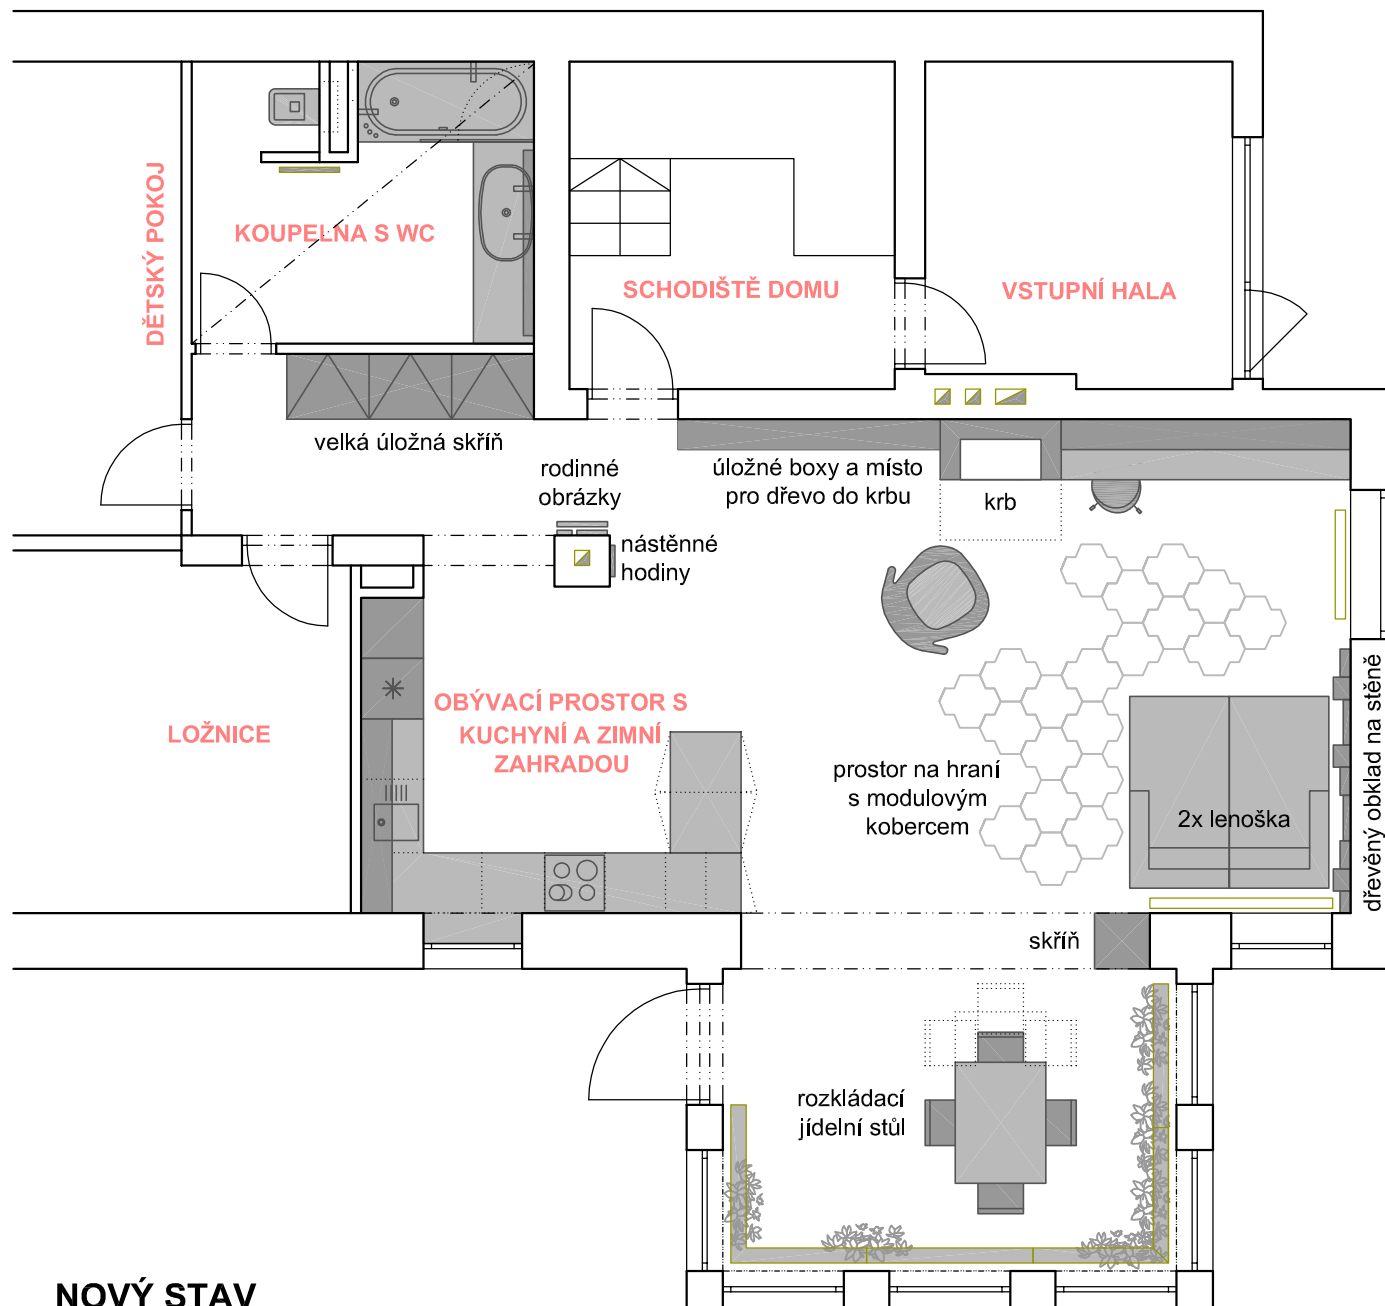 DĚTSKÝ POKOJ
KOUPELNA S WC
SCHODIŠTĚ DOMU
VSTUPNÍ HALA
velká úložná skříň
rodinné
obrázky
úložné boxy a místo
pro dřevo do krbu
krb
nástěnné
hodiny
LOŽNICE
OBÝVACÍ PROSTOR S
KUCHYNÍ A ZIMNÍ
ZAHRADOU
prostor na hraní
s modulovým
kobercem
2x lenoška
dřevěný obklad na stěně
skříň
rozkládací
jídelní stůl
NOVÝ STAV